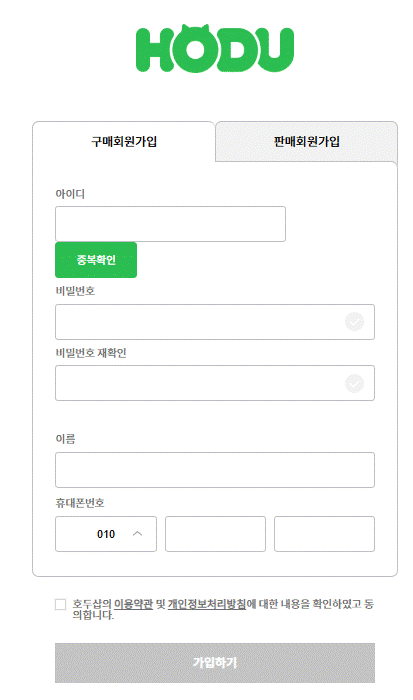 HODU
구매회원가입
판매회원가입
아이디
중복확인
비밀번호
비밀번호 재확인
이름
휴대폰번호
010
호두샵의 이용약관 및 개인정보처리방침에 대한 내용을 확인하였고 동
의합니다.
가입하기